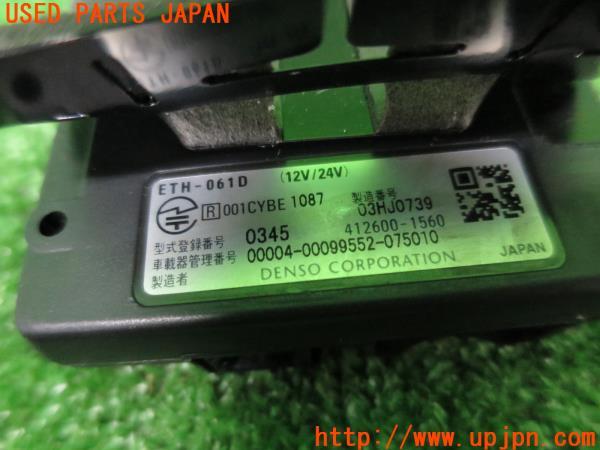 USED PARTS JAPAN
ETH-061D (12V/24V)
R 001CYBE 1087 製造番号 03HJ0739
型式登録番号 0345 412600-1560
車載器管理番号 00004-00099552-075010
製造者 DENSO CORPORATION JAPAN
http://www.upjpn.com